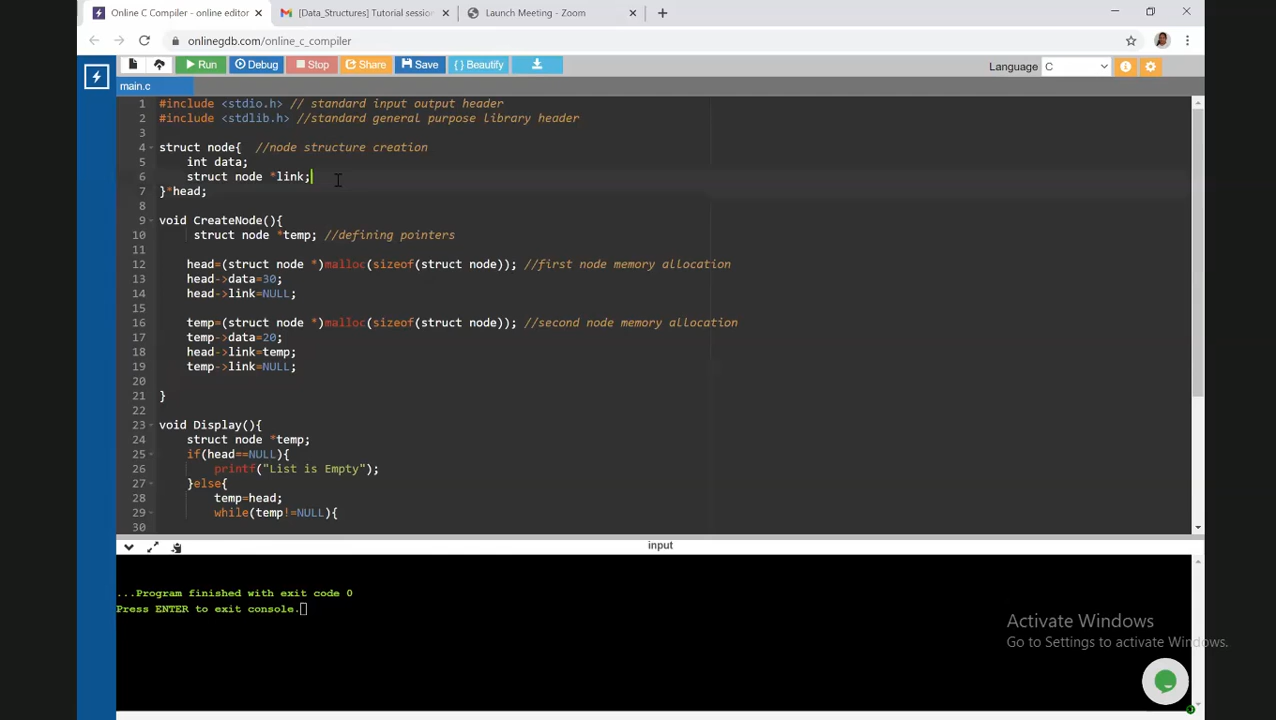 Online C Compiler - online editor
[Data_Structures] Tutorial session
Launch Meeting - Zoom
onlinegdb.com/online_c_compiler
Run
Debug
Stop
Share
Save
{ } Beautify
Language
C
main.c
1 #include <stdio.h> // standard input output header
2 #include <stdlib.h> //standard general purpose library header
3
4 struct node{ //node structure creation
5 int data;
6 struct node *link;
7 }*head;
8
9 void CreateNode(){
10 struct node *temp; //defining pointers
11
12 head=(struct node *)malloc(sizeof(struct node)); //first node memory allocation
13 head->data=30;
14 head->link=NULL;
15
16 temp=(struct node *)malloc(sizeof(struct node)); //second node memory allocation
17 temp->data=20;
18 head->link=temp;
19 temp->link=NULL;
20
21 }
22
23 void Display(){
24 struct node *temp;
25 if(head==NULL){
26 printf("List is Empty");
27 }else{
28 temp=head;
29 while(temp!=NULL){
30
input
...Program finished with exit code 0
Press ENTER to exit console.
Activate Windows
Go to Settings to activate Windows.